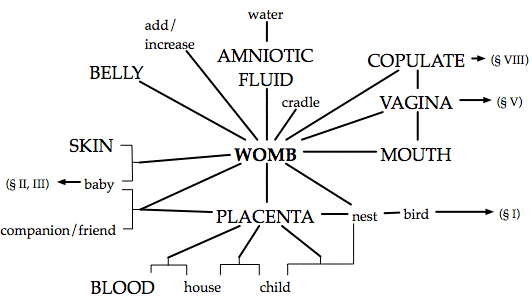 water
add/
increase
AMNIOTIC
FLUID
COPULATE
(§ VIII)
BELLY
cradle
VAGINA
(§ V)
SKIN
WOMB
MOUTH
(§ II, III)
baby
companion/friend
PLACENTA
nest
bird
(§ I)
BLOOD
house
child